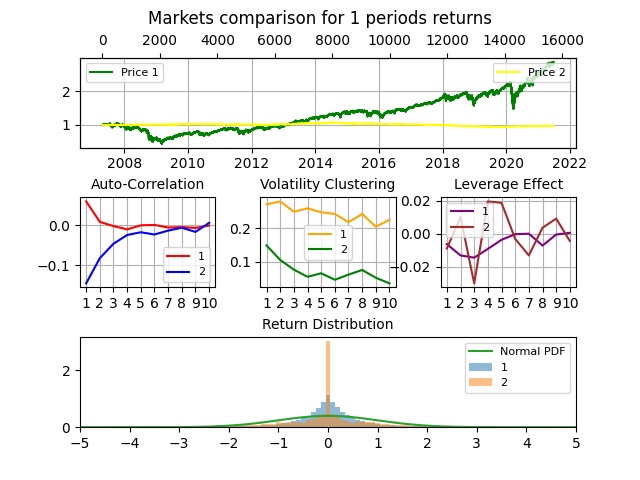 Markets comparison for 1 periods returns
0 2000 4000 6000 8000 10000 12000 14000 16000
Price 1
Price 2
2
1
2008 2010 2012 2014 2016 2018 2020 2022
Auto-Correlation
0.0
−0.1
1
2
1 2 3 4 5 6 7 8 9 10
Volatility Clustering
0.2
0.1
1
2
1 2 3 4 5 6 7 8 9 10
Leverage Effect
0.02
0.00
−0.02
1
2
1 2 3 4 5 6 7 8 9 10
Return Distribution
2
0
Normal PDF
1
2
−5 −4 −3 −2 −1 0 1 2 3 4 5